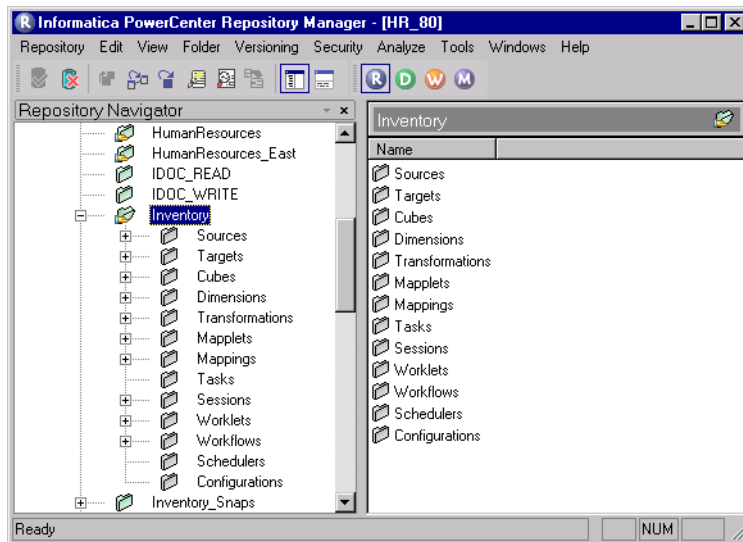 Informatica PowerCenter Repository Manager - [HR_80]
Repository Edit View Folder Versioning Security Analyze Tools Windows Help
R D W M
Repository Navigator
HumanResources
HumanResources_East
IDOC_READ
IDOC_WRITE
Inventory
Sources
Targets
Cubes
Dimensions
Transformations
Mapplets
Mappings
Tasks
Sessions
Worklets
Workflows
Schedulers
Configurations
Inventory_Snaps
Inventory
Name
Sources
Targets
Cubes
Dimensions
Transformations
Mapplets
Mappings
Tasks
Sessions
Worklets
Workflows
Schedulers
Configurations
Ready
NUM